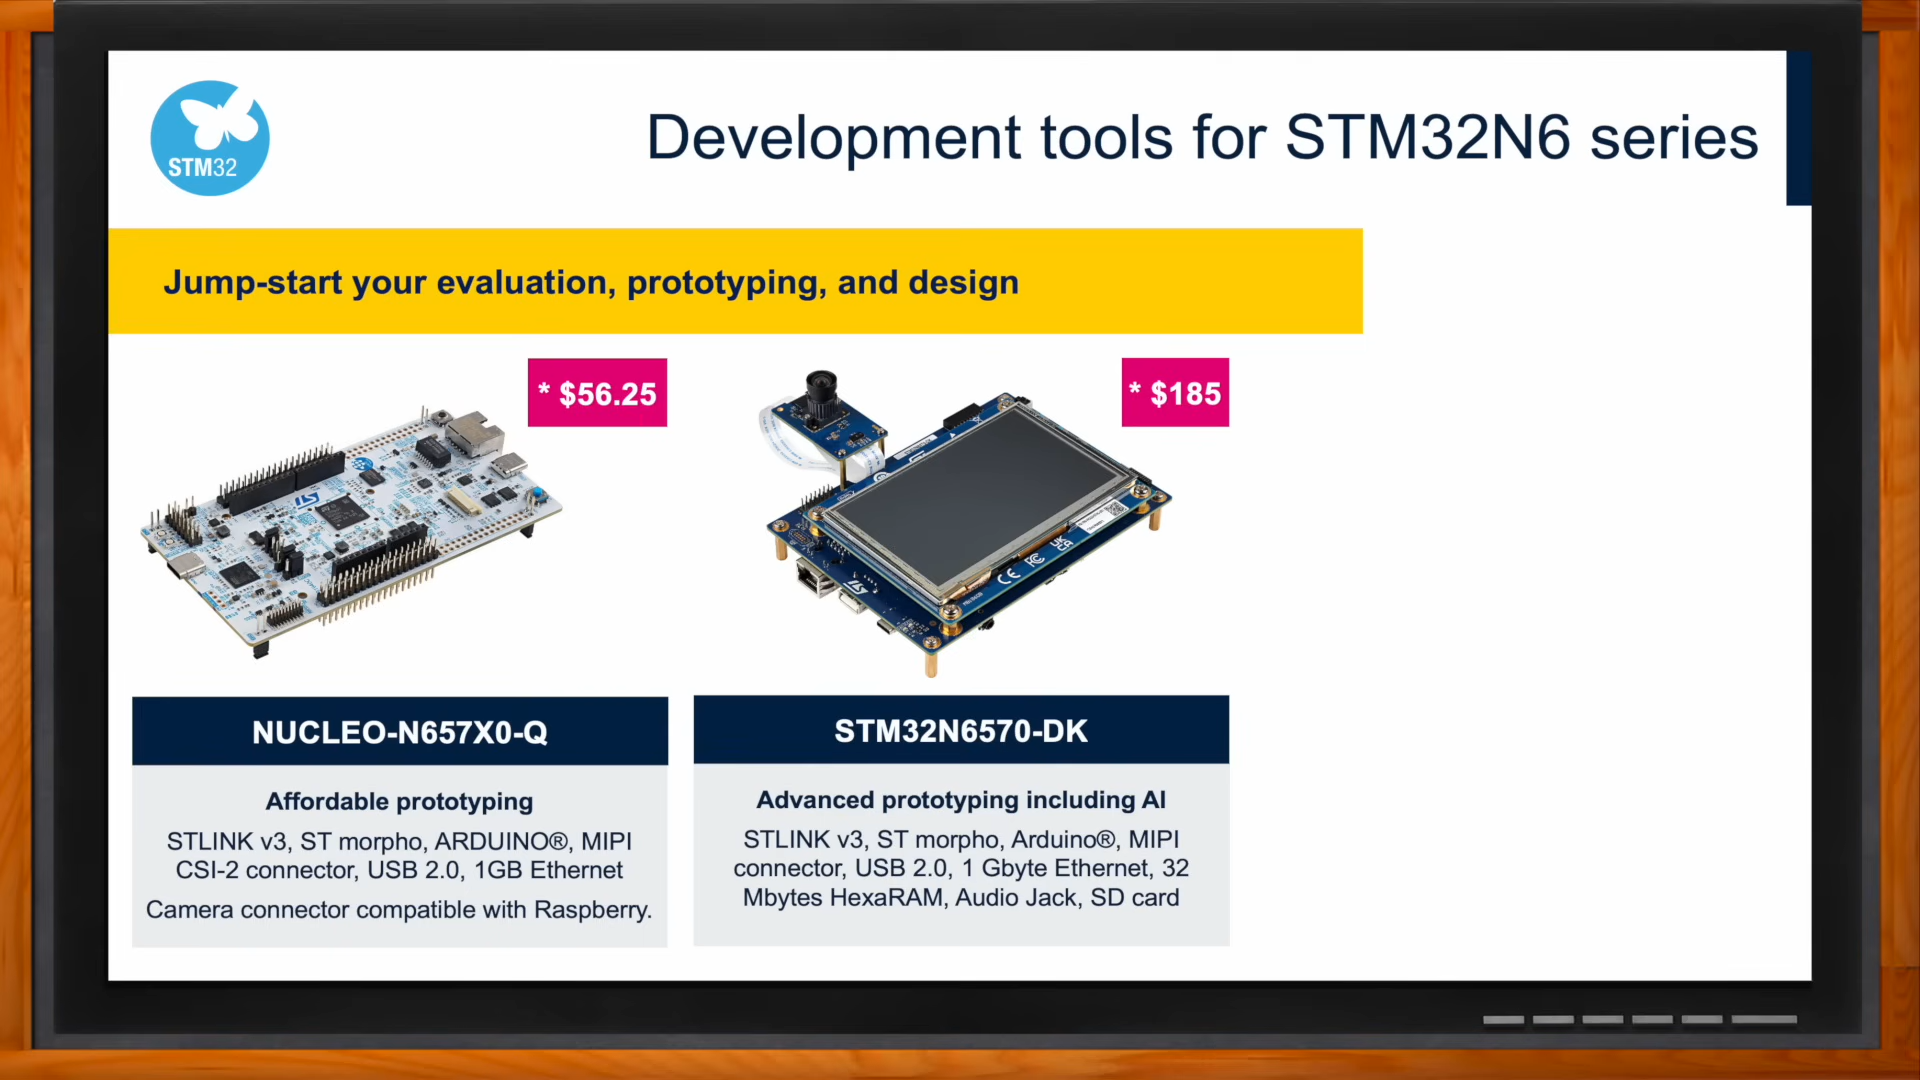 STM32
Development tools for STM32N6 series
Jump-start your evaluation, prototyping, and design
* $56.25
* $185
NUCLEO-N657X0-Q
Affordable prototyping
STLINK v3, ST morpho, ARDUINO®, MIPI
CSI-2 connector, USB 2.0, 1GB Ethernet
Camera connector compatible with Raspberry.
STM32N6570-DK
Advanced prototyping including AI
STLINK v3, ST morpho, Arduino®, MIPI
connector, USB 2.0, 1 Gbyte Ethernet, 32
Mbytes HexaRAM, Audio Jack, SD card